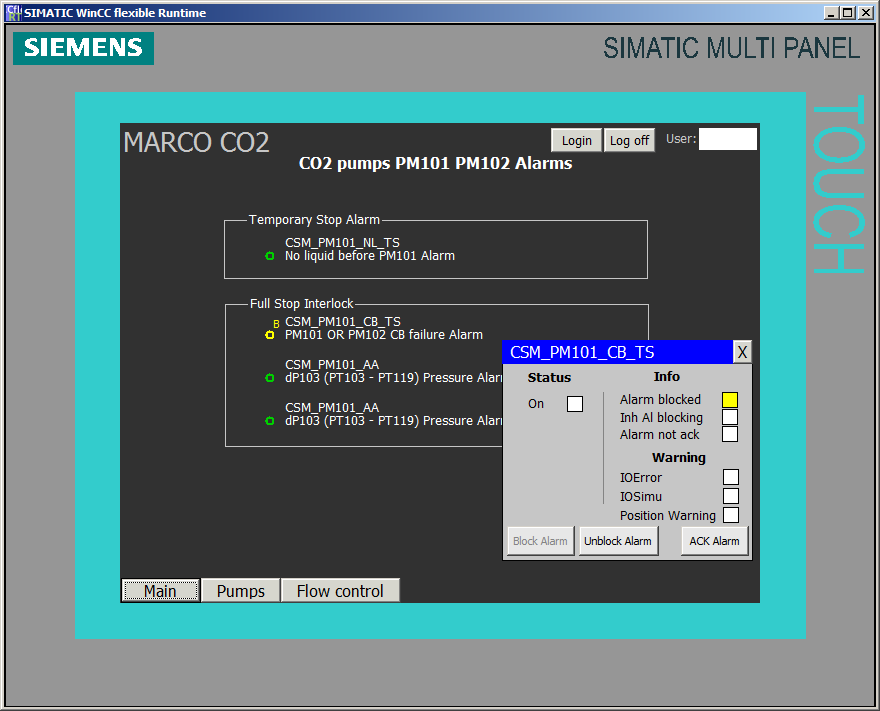 SIMATIC WinCC flexible Runtime
SIEMENS
SIMATIC MULTI PANEL
TOUCH
MARCO CO2
Login
Log off
User:
CO2 pumps PM101 PM102 Alarms
Temporary Stop Alarm
CSM_PM101_NL_TS
No liquid before PM101 Alarm
Full Stop Interlock
B
CSM_PM101_CB_TS
PM101 OR PM102 CB failure Alarm
CSM_PM101_AA
dP103 (PT103 - PT119) Pressure Alarm
CSM_PM101_AA
dP103 (PT103 - PT119) Pressure Alarm
CSM_PM101_CB_TS
X
Status
On
Info
Alarm blocked
Inh Al blocking
Alarm not ack
Warning
IOError
IOSimu
Position Warning
Block Alarm
Unblock Alarm
ACK Alarm
Main
Pumps
Flow control